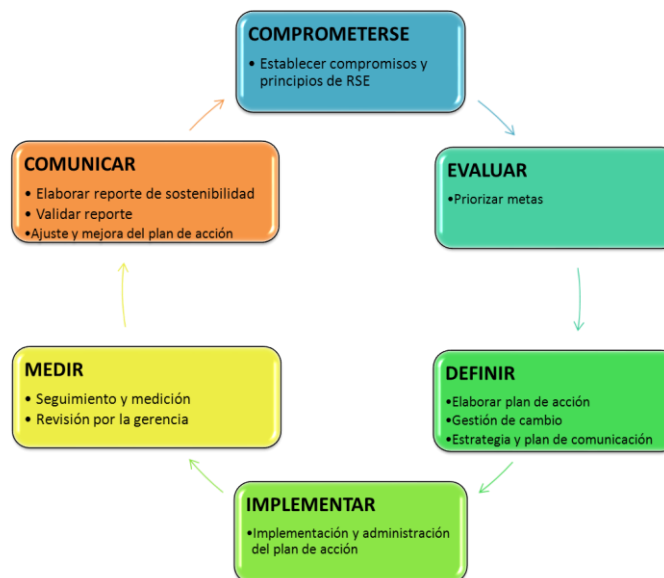 COMPROMETERSE
• Establecer compromisos y
principios de RSE
EVALUAR
•Priorizar metas
DEFINIR
•Elaborar plan de acción
•Gestión de cambio
•Estrategia y plan de comunicación
IMPLEMENTAR
•Implementación y administración
del plan de acción
MEDIR
• Seguimiento y medición
• Revisión por la gerencia
COMUNICAR
• Elaborar reporte de sostenibilidad
• Validar reporte
•Ajuste y mejora del plan de acción